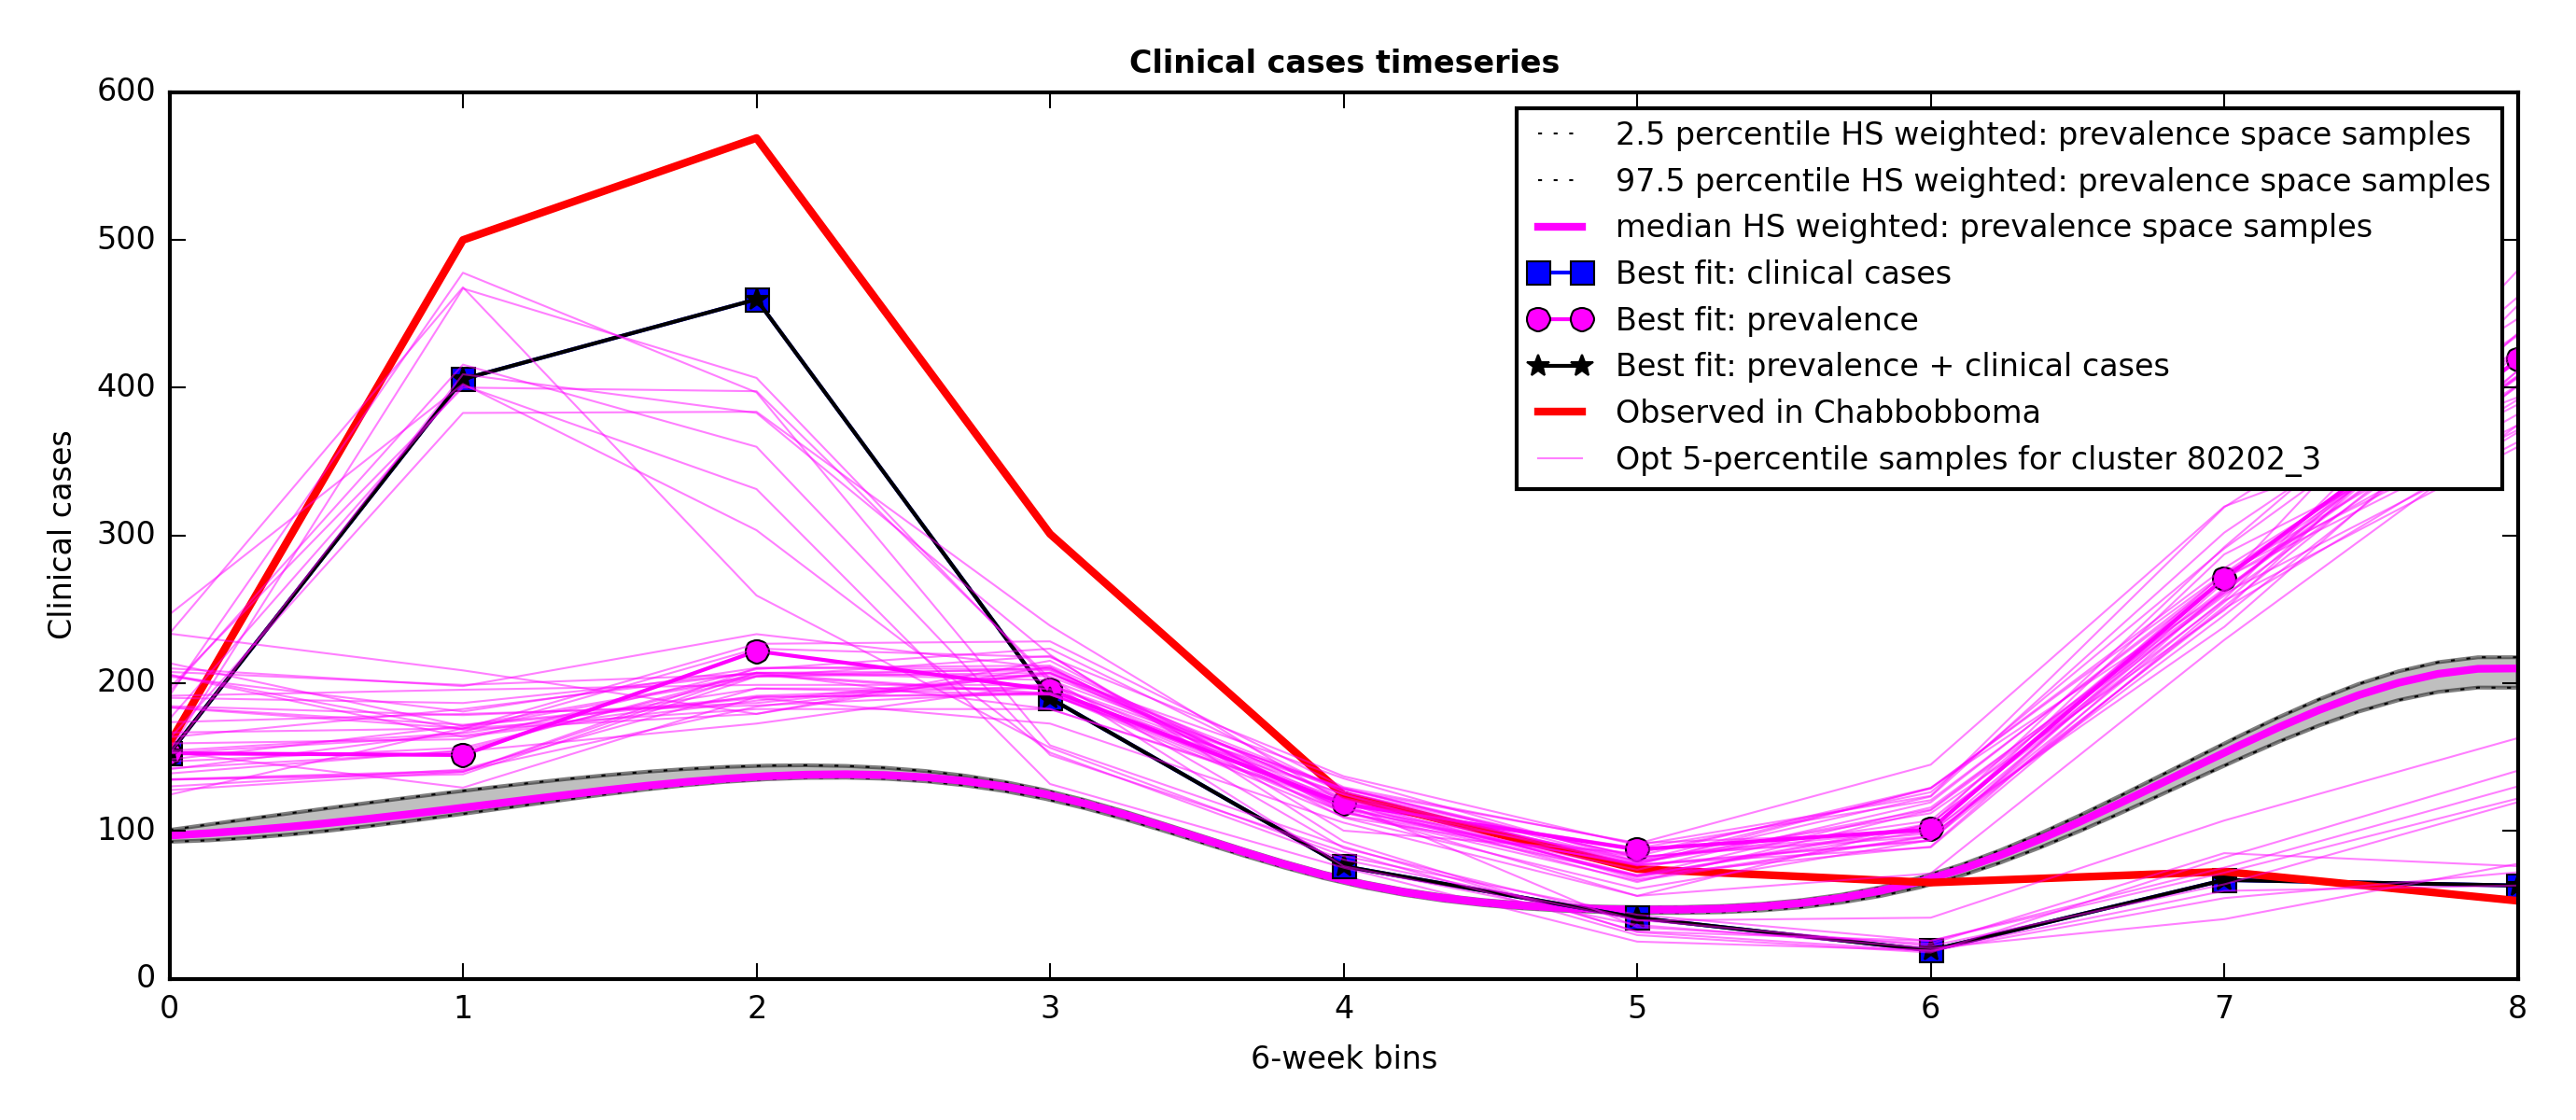 Clinical cases timeseries
600
500
400
300
200
100
0
Clinical cases
2.5 percentile HS weighted: prevalence space samples
97.5 percentile HS weighted: prevalence space samples
median HS weighted: prevalence space samples
Best fit: clinical cases
Best fit: prevalence
Best fit: prevalence + clinical cases
Observed in Chabbobboma
Opt 5-percentile samples for cluster 80202_3
0 1 2 3 4 5 6 7 8
6-week bins